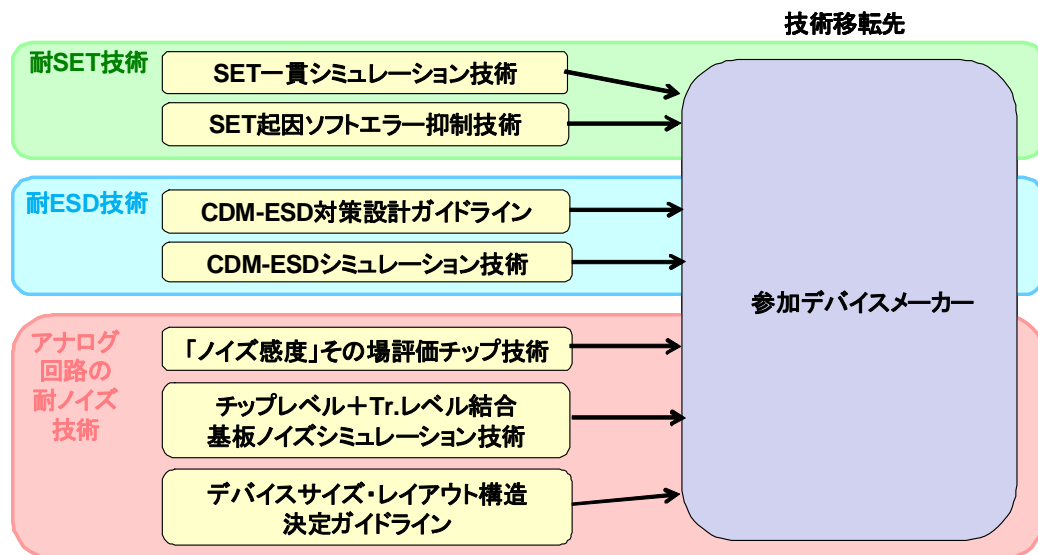 技術移転先
耐SET技術
SET一貫シミュレーション技術
SET起因ソフトエラー抑制技術
耐ESD技術
CDM-ESD対策設計ガイドライン
CDM-ESDシミュレーション技術
参加デバイスメーカー
アナログ
回路の
耐ノイズ
技術
「ノイズ感度」その場評価チップ技術
チップレベル＋Tr.レベル結合
基板ノイズシミュレーション技術
デバイスサイズ・レイアウト構造
決定ガイドライン